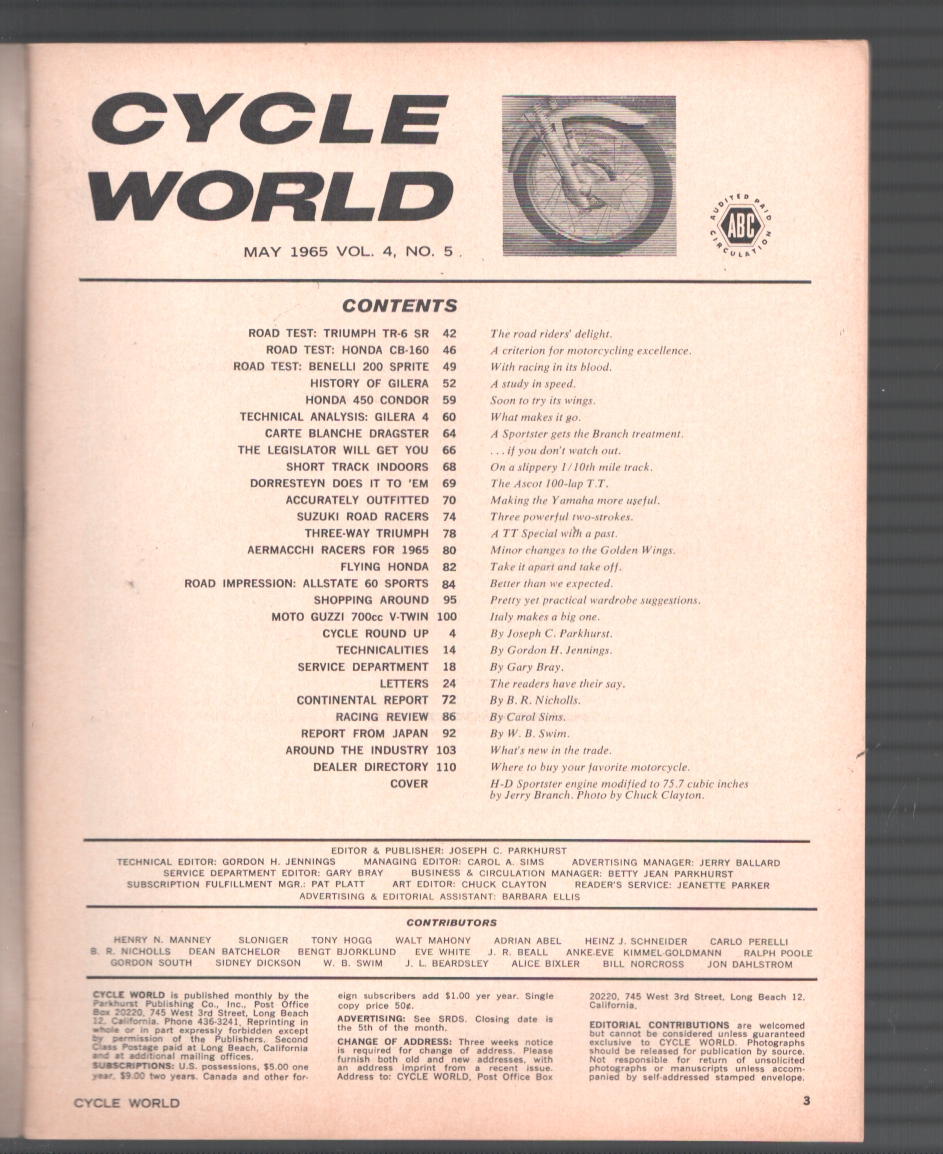 CYCLE
WORLD
MAY 1965 VOL. 4, NO. 5
AUDITED PAID
ABC
CIRCULATION
CONTENTS
ROAD TEST: TRIUMPH TR-6 SR 42 The road riders' delight.
ROAD TEST: HONDA CB-160 46 A criterion for motorcycling excellence.
ROAD TEST: BENELLI 200 SPRITE 49 With racing in its blood.
HISTORY OF GILERA 52 A study in speed.
HONDA 450 CONDOR 59 Soon to try its wings.
TECHNICAL ANALYSIS: GILERA 4 60 What makes it go.
CARTE BLANCHE DRAGSTER 64 A Sportster gets the Branch treatment.
THE LEGISLATOR WILL GET YOU 66 . . . if you don't watch out.
SHORT TRACK INDOORS 68 On a slippery 1/10th mile track.
DORRESTEYN DOES IT TO 'EM 69 The Ascot 100-lap T.T.
ACCURATELY OUTFITTED 70 Making the Yamaha more useful.
SUZUKI ROAD RACERS 74 Three powerful two-strokes.
THREE-WAY TRIUMPH 78 A TT Special with a past.
AERMACCHI RACERS FOR 1965 80 Minor changes to the Golden Wings.
FLYING HONDA 82 Take it apart and take off.
ROAD IMPRESSION: ALLSTATE 60 SPORTS 84 Better than we expected.
SHOPPING AROUND 95 Pretty yet practical wardrobe suggestions.
MOTO GUZZI 700cc V-TWIN 100 Italy makes a big one.
CYCLE ROUND UP 4 By Joseph C. Parkhurst.
TECHNICALITIES 14 By Gordon H. Jennings.
SERVICE DEPARTMENT 18 By Gary Bray.
LETTERS 24 The readers have their say.
CONTINENTAL REPORT 72 By B. R. Nicholls.
RACING REVIEW 86 By Carol Sims.
REPORT FROM JAPAN 92 By W. B. Swim.
AROUND THE INDUSTRY 103 What's new in the trade.
DEALER DIRECTORY 110 Where to buy your favorite motorcycle.
COVER H-D Sportster engine modified to 75.7 cubic inches
by Jerry Branch. Photo by Chuck Clayton.
EDITOR & PUBLISHER: JOSEPH C. PARKHURST
TECHNICAL EDITOR: GORDON H. JENNINGS MANAGING EDITOR: CAROL A. SIMS ADVERTISING MANAGER: JERRY BALLARD
SERVICE DEPARTMENT EDITOR: GARY BRAY BUSINESS & CIRCULATION MANAGER: BETTY JEAN PARKHURST
SUBSCRIPTION FULFILLMENT MGR.: PAT PLATT ART EDITOR: CHUCK CLAYTON READER'S SERVICE: JEANETTE PARKER
ADVERTISING & EDITORIAL ASSISTANT: BARBARA ELLIS
CONTRIBUTORS
HENRY N. MANNEY SLONIGER TONY HOGG WALT MAHONY ADRIAN ABEL HEINZ J. SCHNEIDER CARLO PERELLI
B. R. NICHOLLS DEAN BATCHELOR BENGT BJORKLUND EVE WHITE J. R. BEALL ANKE-EVE KIMMEL-GOLDMANN RALPH POOLE
GORDON SOUTH SIDNEY DICKSON W. B. SWIM J. L. BEARDSLEY ALICE BIXLER BILL NORCROSS JON DAHLSTROM
CYCLE WORLD is published monthly by the
Parkhurst Publishing Co., Inc., Post Office
Box 20220, 745 West 3rd Street, Long Beach
12, California. Phone 436-3241. Reprinting in
whole or in part expressly forbidden except
by permission of the Publishers. Second
Class Postage paid at Long Beach, California
and at additional mailing offices.
SUBSCRIPTIONS: U.S. possessions, $5.00 one
year, $9.00 two years. Canada and other for-
eign subscribers add $1.00 yer year. Single
copy price 50¢.
ADVERTISING: See SRDS. Closing date is
the 5th of the month.
CHANGE OF ADDRESS: Three weeks notice
is required for change of address. Please
furnish both old and new addresses, with
an address imprint from a recent issue.
Address to: CYCLE WORLD, Post Office Box
20220, 745 West 3rd Street, Long Beach 12,
California.
EDITORIAL CONTRIBUTIONS are welcomed
but cannot be considered unless guaranteed
exclusive to CYCLE WORLD. Photographs
should be released for publication by source.
Not responsible for return of unsolicited
photographs or manuscripts unless accom-
panied by self-addressed stamped envelope.
CYCLE WORLD 3